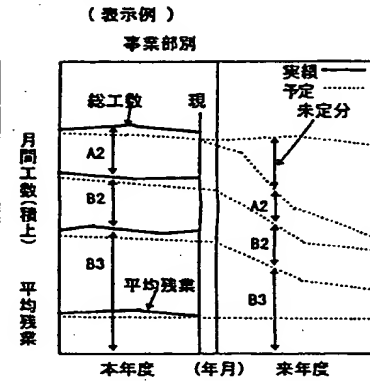 (表示例)
事業部別
実績
予定
総工数
現
未定分
A2
B2
B3
平均残業
A2
B2
B3
月間工数(積上)
平均残業
本年度
(年月)
来年度